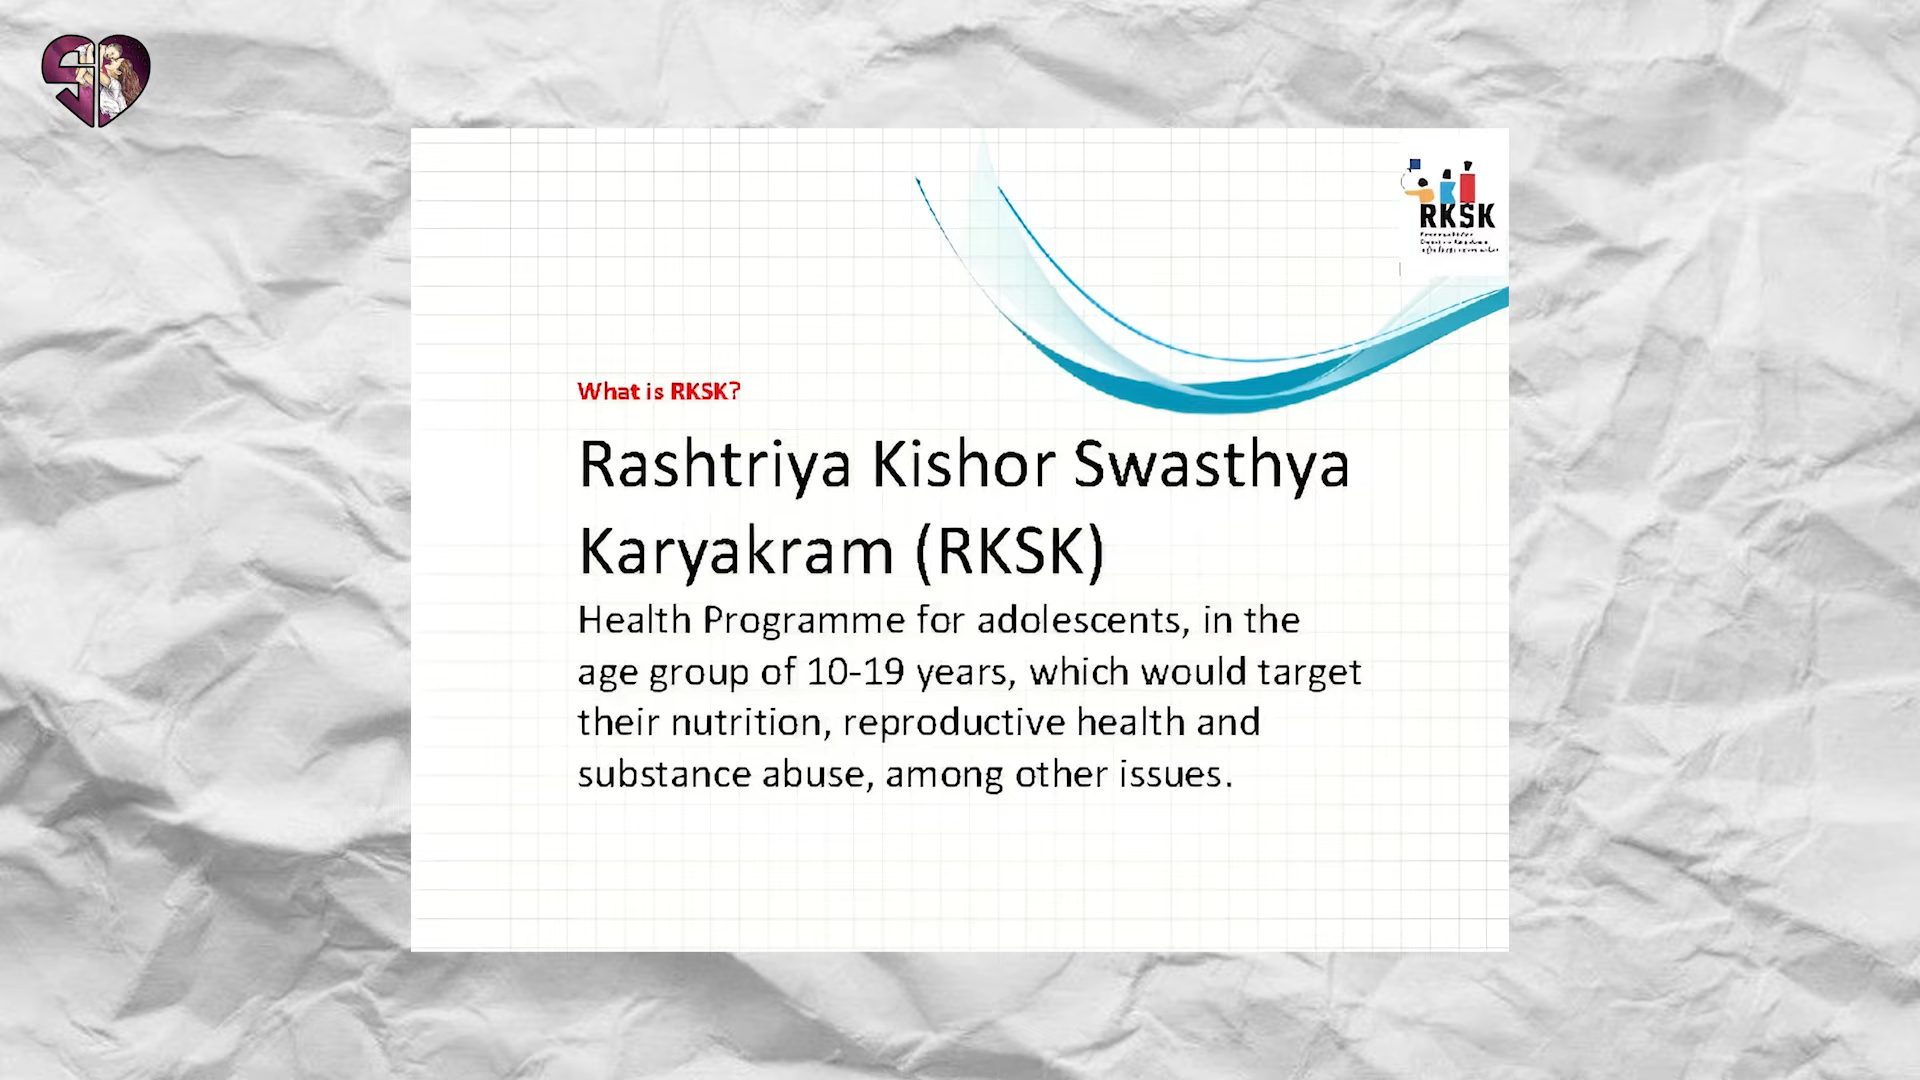 RKSK
What is RKSK?
Rashtriya Kishor Swasthya
Karyakram (RKSK)
Health Programme for adolescents, in the
age group of 10-19 years, which would target
their nutrition, reproductive health and
substance abuse, among other issues.